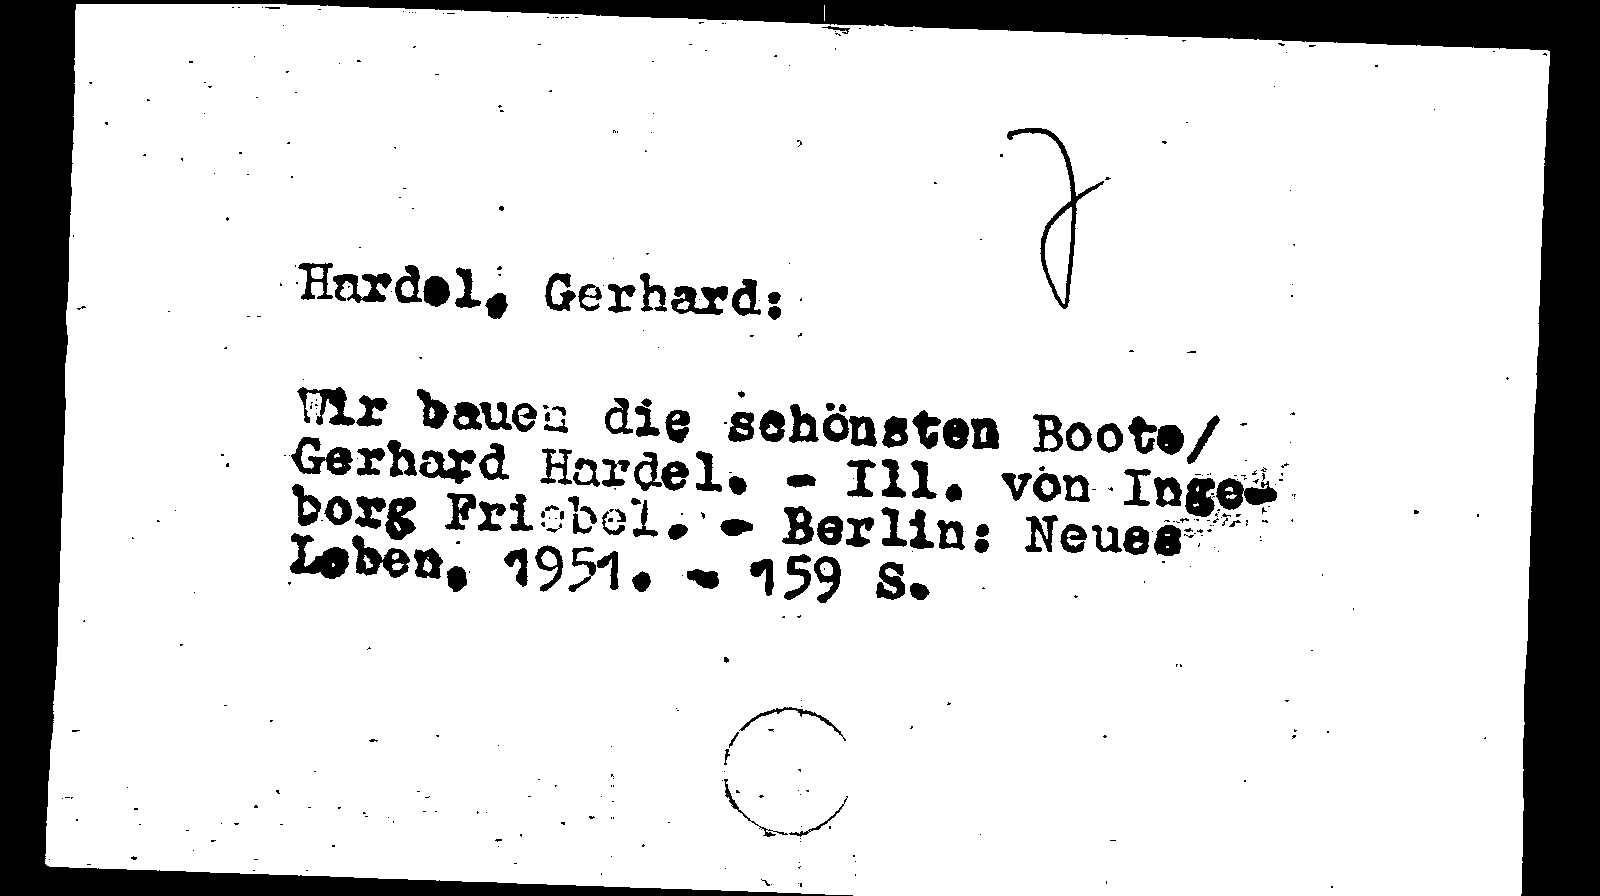 Hardel, Gerhard:
Wir bauen die schönsten Boote/
Gerhard Hardel. - Ill. von Inge-
borg Friebel. - Berlin: Neues
Leben, 1951. - 159 S.